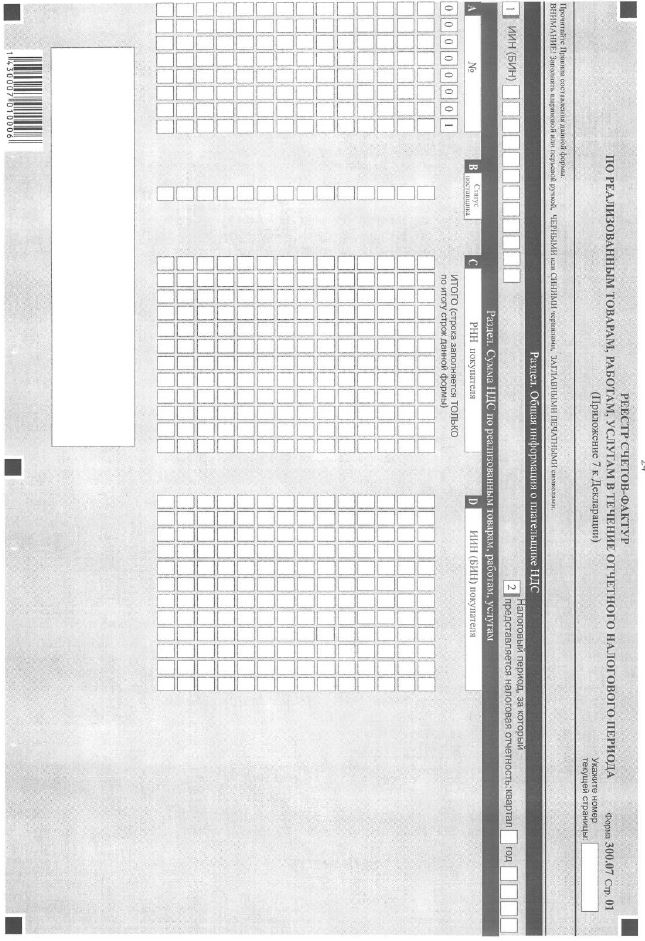 РЕЕСТР СЧЕТОВ-ФАКТУР
ПО РЕАЛИЗОВАННЫМ ТОВАРАМ, РАБОТАМ, УСЛУГАМ В ТЕЧЕНИЕ ОТЧЕТНОГО НАЛОГОВОГО ПЕРИОДА
(Приложение 7 к Декларации)
Форма 300.07 Стр. 01
Укажите номер
текущей страницы:
Прочитайте Правила составления данной формы.
ВНИМАНИЕ! Заполнять шариковой или перьевой ручкой, ЧЕРНЫМИ или СИНИМИ чернилами, ЗАГЛАВНЫМИ ПЕЧАТНЫМИ символами.
Раздел. Общая информация о плательщике НДС
1 ИИН (БИН)
2 Налоговый период, за который
представляется налоговая отчетность: квартал год
Раздел. Сумма НДС по реализованным товарам, работам, услугам
A №
B Статус
поставщика
C РНН покупателя
D ИИН (БИН) покупателя
0 0 0 0 0 0 0 1
ИТОГО (строка заполняется ТОЛЬКО
по итогу строк данной формы)
1430007010006